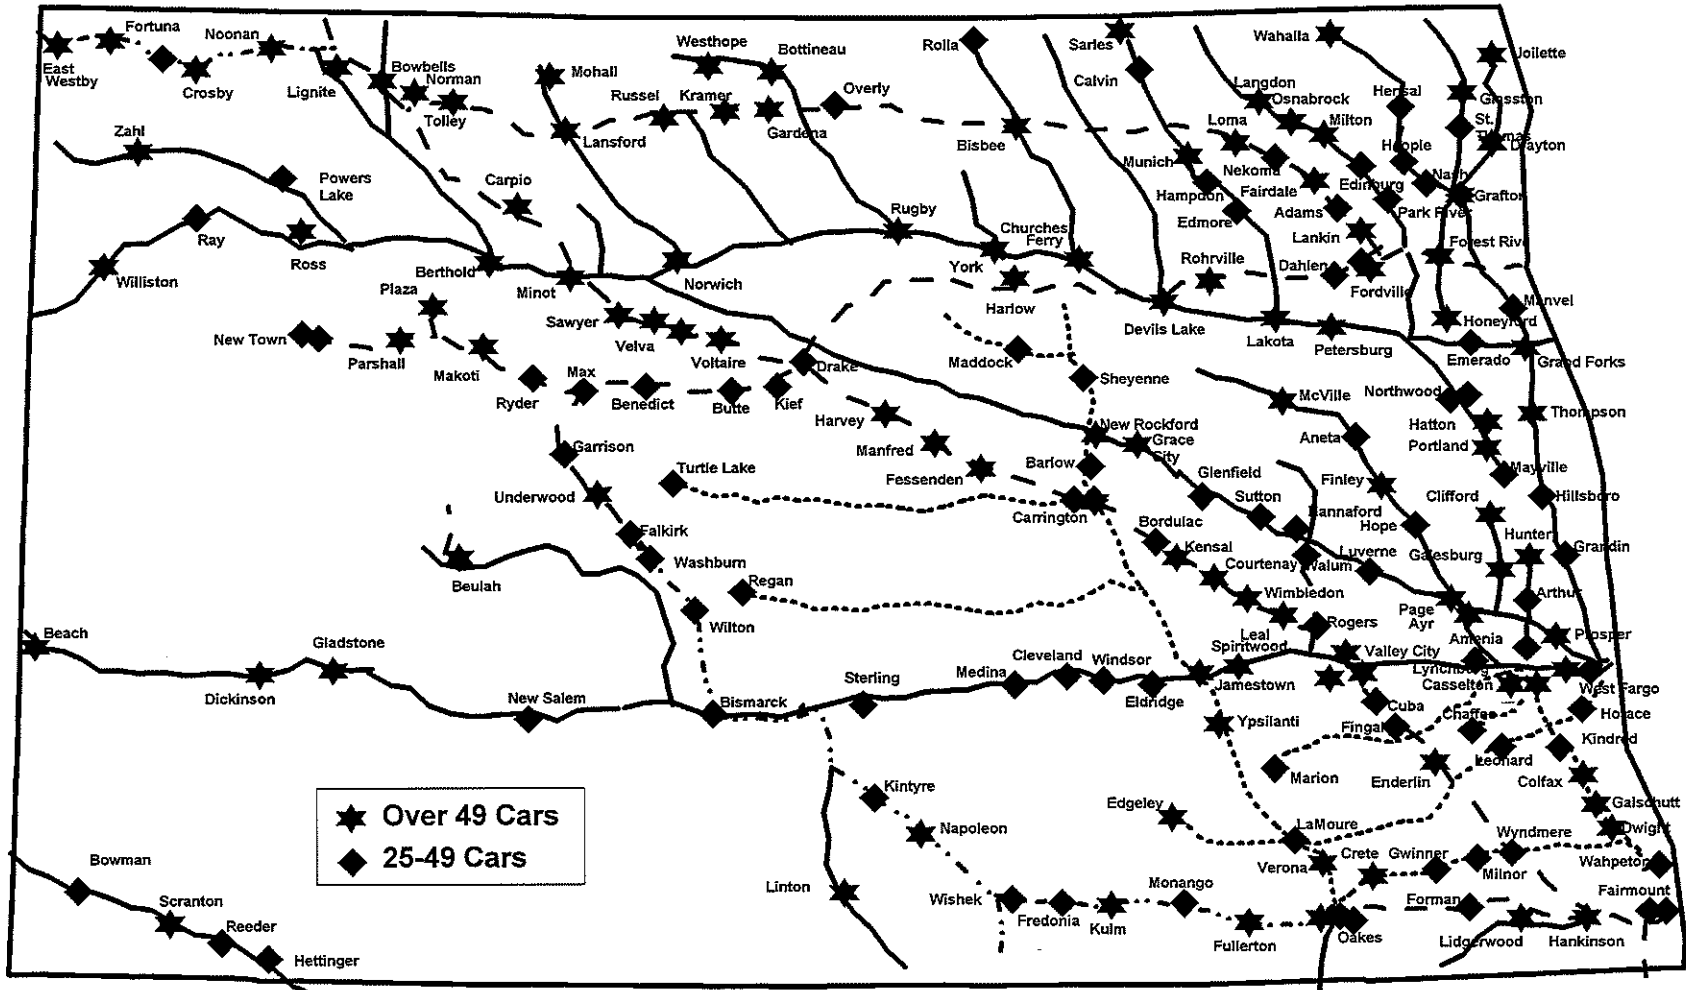 Fortuna
Noonan
East
Westby
Crosby
Lignite
Bowbells
Norman
Tolley
Mohall
Westhope
Bottineau
Russel
Kramer
Gardena
Overly
Lansford
Rolla
Bisbee
Sarles
Calvin
Wahalla
Joilette
Langdon
Osnabrock
Milton
Hensal
Glasston
St.
Thomas
Drayton
Loma
Munich
Nekoma
Hampden
Fairdale
Edmore
Edinburg
Adams
Hoople
Nash
Grafton
Park River
Lankin
Forest River
Zahl
Powers
Lake
Carpio
Ray
Ross
Williston
Berthold
Minot
Norwich
Rugby
Churches
Ferry
York
Harlow
Rohrville
Dahlen
Fordville
Devils Lake
Lakota
Petersburg
Manvel
Honeyford
Emerado
Grand Forks
Plaza
New Town
Parshall
Makoti
Ryder
Max
Benedict
Butte
Kief
Sawyer
Velva
Voltaire
Drake
Harvey
Manfred
Fessenden
Maddock
Sheyenne
New Rockford
Grace
City
Barlow
Carrington
McVille
Aneta
Northwood
Hatton
Portland
Mayville
Thompson
Hillsboro
Glenfield
Sutton
Finley
Clifford
Garrison
Underwood
Turtle Lake
Falkirk
Washburn
Regan
Wilton
Beulah
Bordulac
Kensal
Courtenay
Wimbledon
Leal
Rogers
Hannaford
Hope
Luverne
Walum
Galesburg
Hunter
Grandin
Arthur
Page
Ayr
Amenia
Prosper
Beach
Gladstone
Dickinson
New Salem
Bismarck
Sterling
Medina
Cleveland
Windsor
Eldridge
Spiritwood
Jamestown
Valley City
Lynchburg
Casselton
West Fargo
Ypsilanti
Cuba
Fingal
Chaffee
Horace
Kindred
Leonard
Colfax
Marion
Enderlin
Galschutt
Dwight
Over 49 Cars
25-49 Cars
Kintyre
Napoleon
Edgeley
LaMoure
Verona
Crete
Gwinner
Wyndmere
Milnor
Wahpeton
Bowman
Scranton
Reeder
Hettinger
Linton
Wishek
Fredonia
Kulm
Monango
Fullerton
Oakes
Forman
Lidgerwood
Hankinson
Fairmount